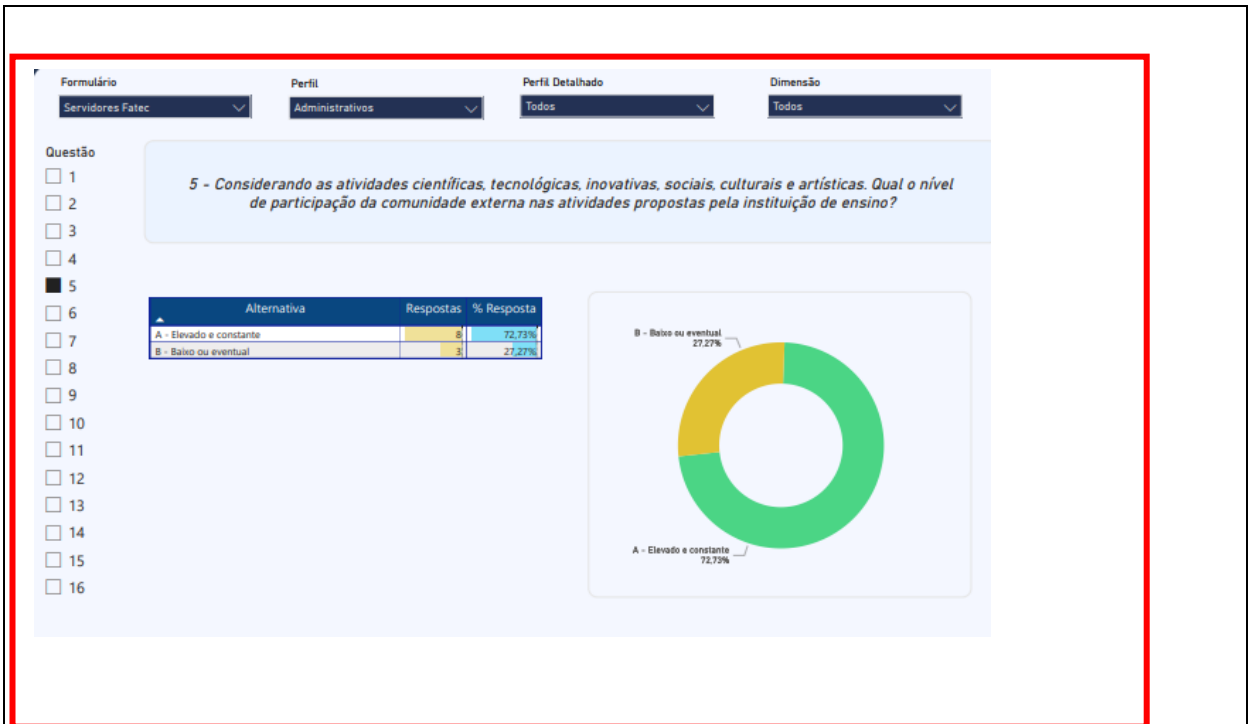 Formulário Perfil Perfil Detalhado Dimensão
Servidores Fatec Administrativos Todos Todos
Questão
1
2
3
4
5
6
7
8
9
10
11
12
13
14
15
16
5 - Considerando as atividades científicas, tecnológicas, inovativas, sociais, culturais e artísticas. Qual o nível
de participação da comunidade externa nas atividades propostas pela instituição de ensino?
Alternativa Respostas % Resposta
A - Elevado e constante 8 72,73%
B - Baixo ou eventual 3 27,27%
B - Baixo ou eventual
27,27%
A - Elevado e constante
72,73%